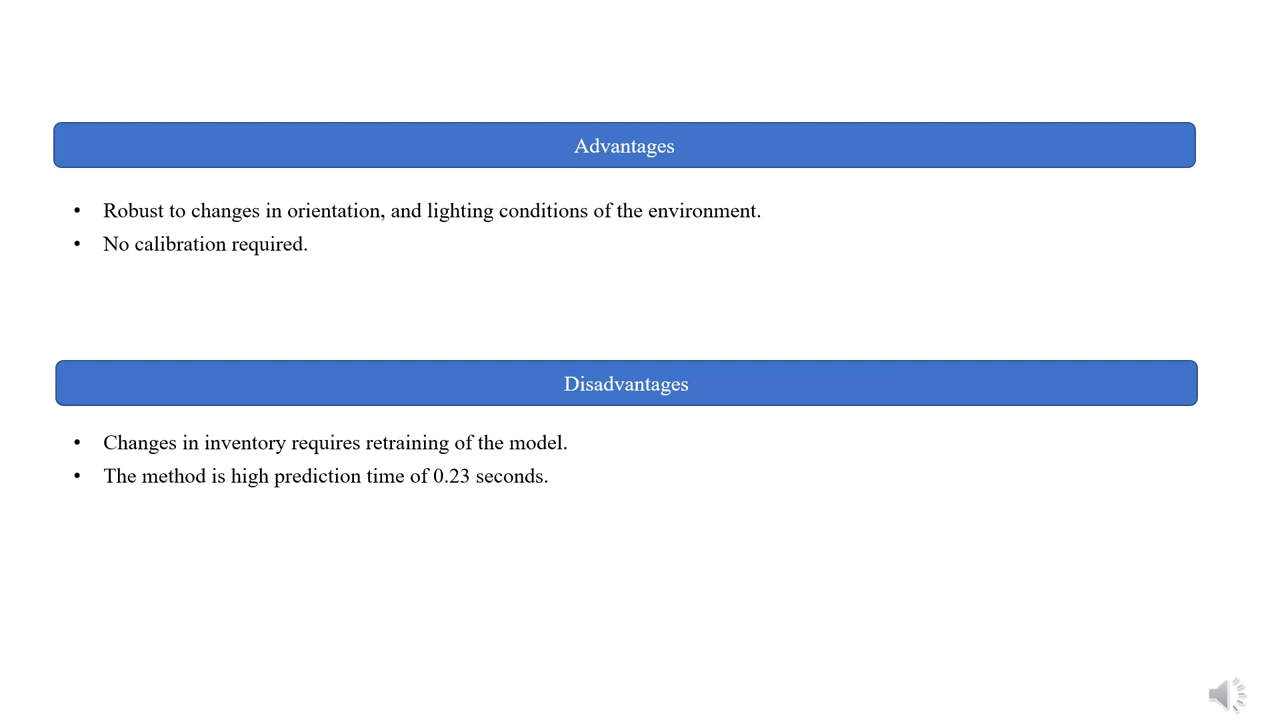 Advantages
• Robust to changes in orientation, and lighting conditions of the environment.
• No calibration required.
Disadvantages
• Changes in inventory requires retraining of the model.
• The method is high prediction time of 0.23 seconds.